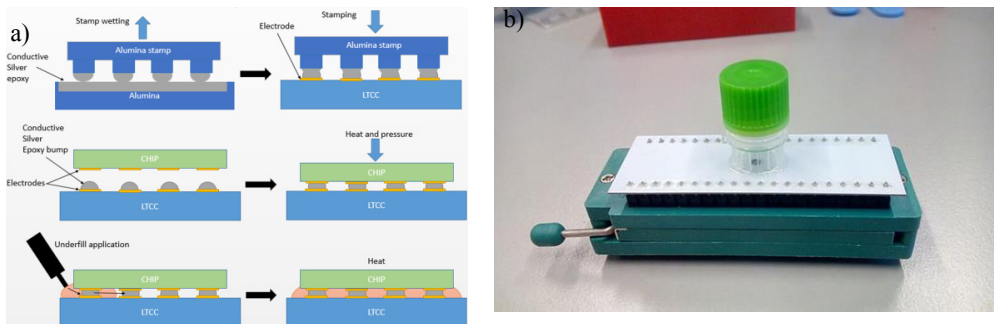 a)
Stamp wetting
Alumina stamp
Conductive
Silver
epoxy
Alumina
Stamping
Electrode
Alumina stamp
LTCC
Conductive
Silver
Epoxy bump
CHIP
Electrodes
LTCC
Heat and pressure
CHIP
LTCC
Underfill application
CHIP
LTCC
Heat
CHIP
LTCC
b)